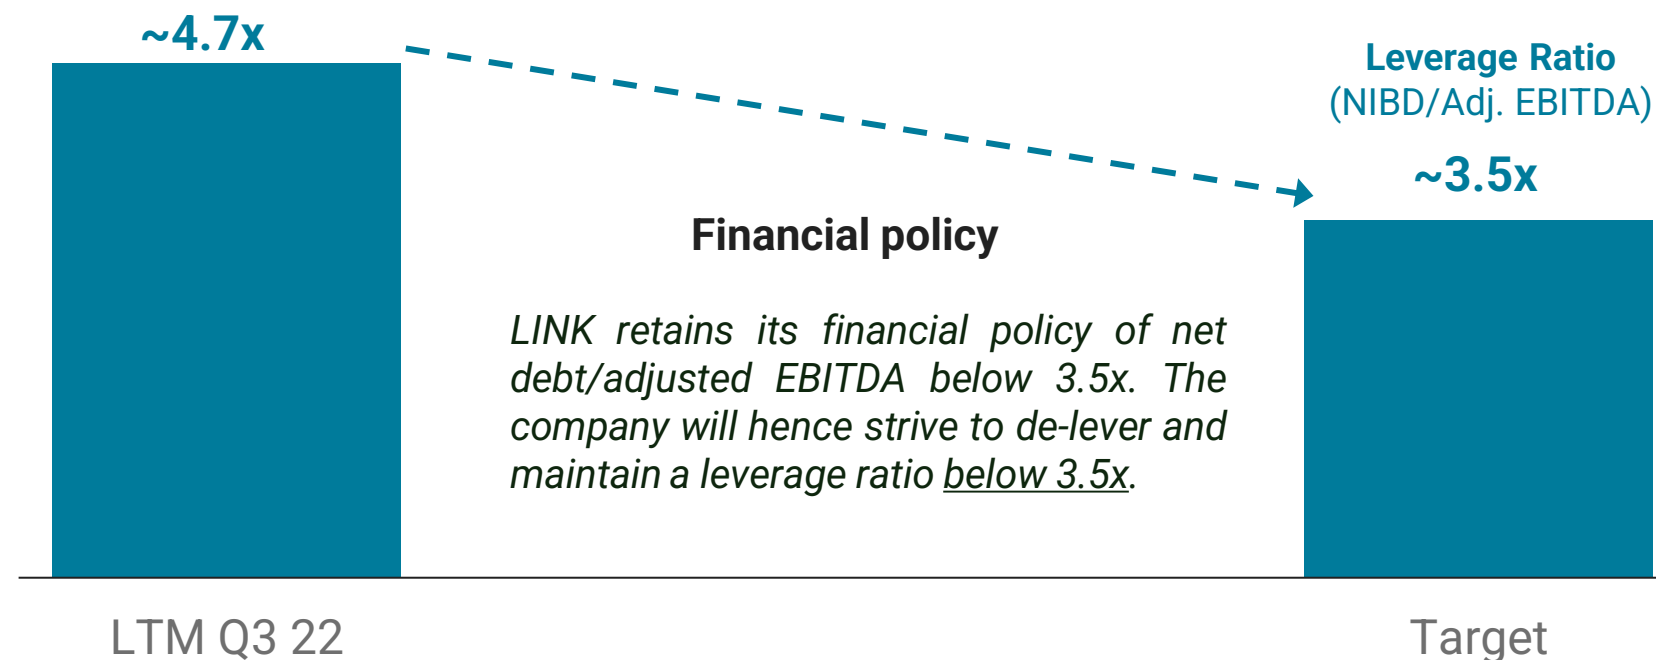 ~4.7x
Leverage Ratio
(NIBD/Adj. EBITDA)
~3.5x
Financial policy
LINK retains its financial policy of net
debt/adjusted EBITDA below 3.5x. The
company will hence strive to de-lever and
maintain a leverage ratio below 3.5x.
LTM Q3 22
Target